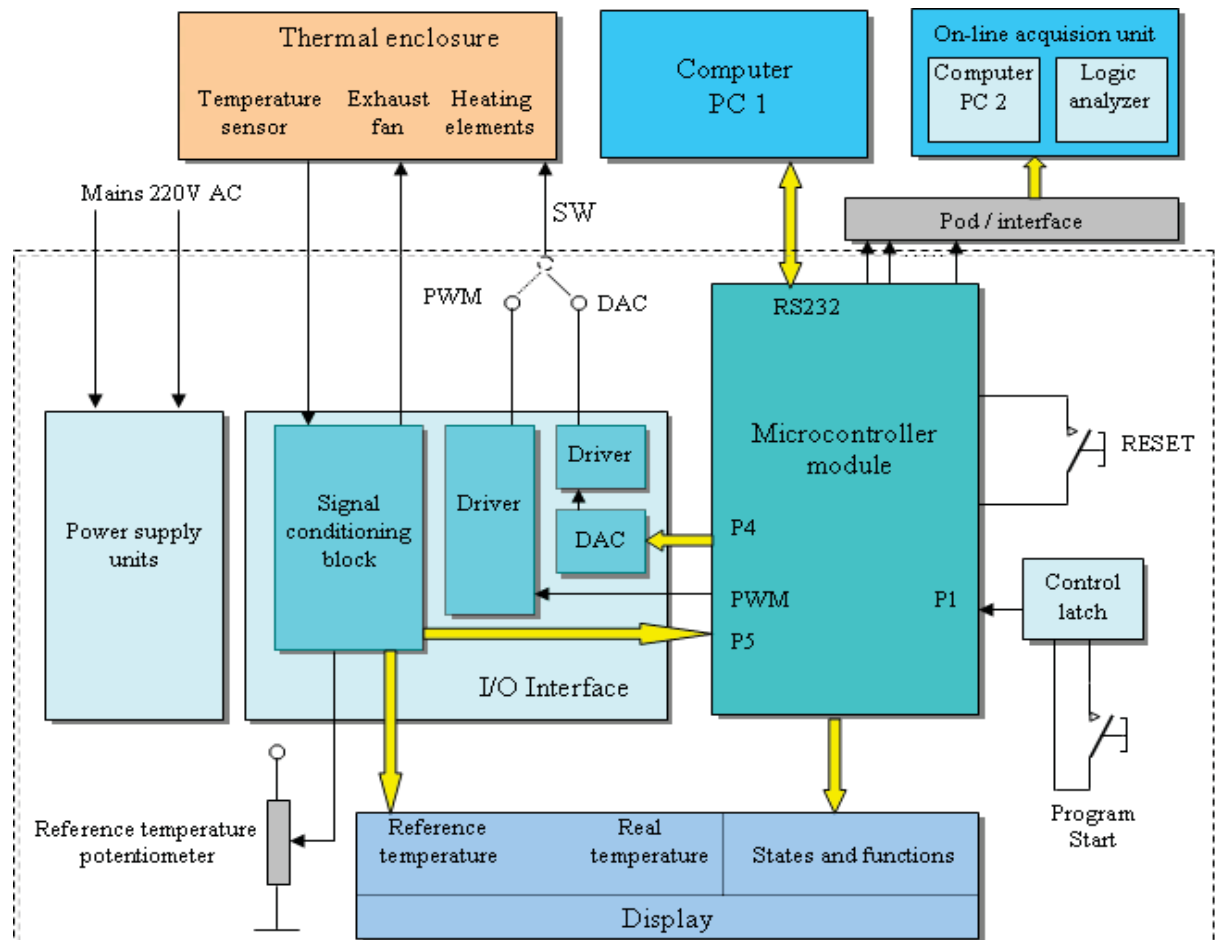 Thermal enclosure
Temperature
sensor
Exhaust
fan
Heating
elements
Computer
PC 1
On-line acquision unit
Computer
PC 2
Logic
analyzer
Mains 220V AC
SW
Pod / interface
PWM
DAC
RS232
Microcontroller
module
RESET
Power supply
units
Signal
conditioning
block
Driver
Driver
DAC
P4
PWM
P5
P1
Control
latch
I/O Interface
Program
Start
Reference temperature
potentiometer
Reference
temperature
Real
temperature
States and functions
Display